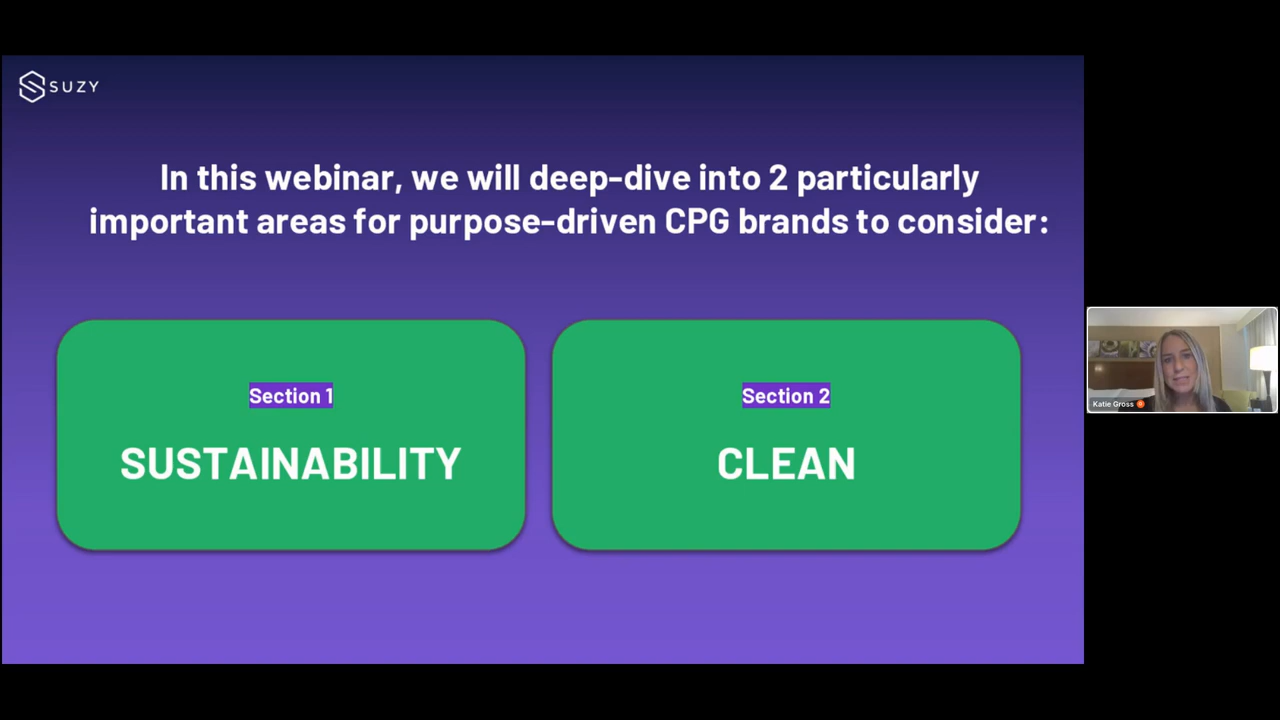 SUZY
In this webinar, we will deep-dive into 2 particularly
important areas for purpose-driven CPG brands to consider:
Section 1
SUSTAINABILITY
Section 2
CLEAN
Katie Gross